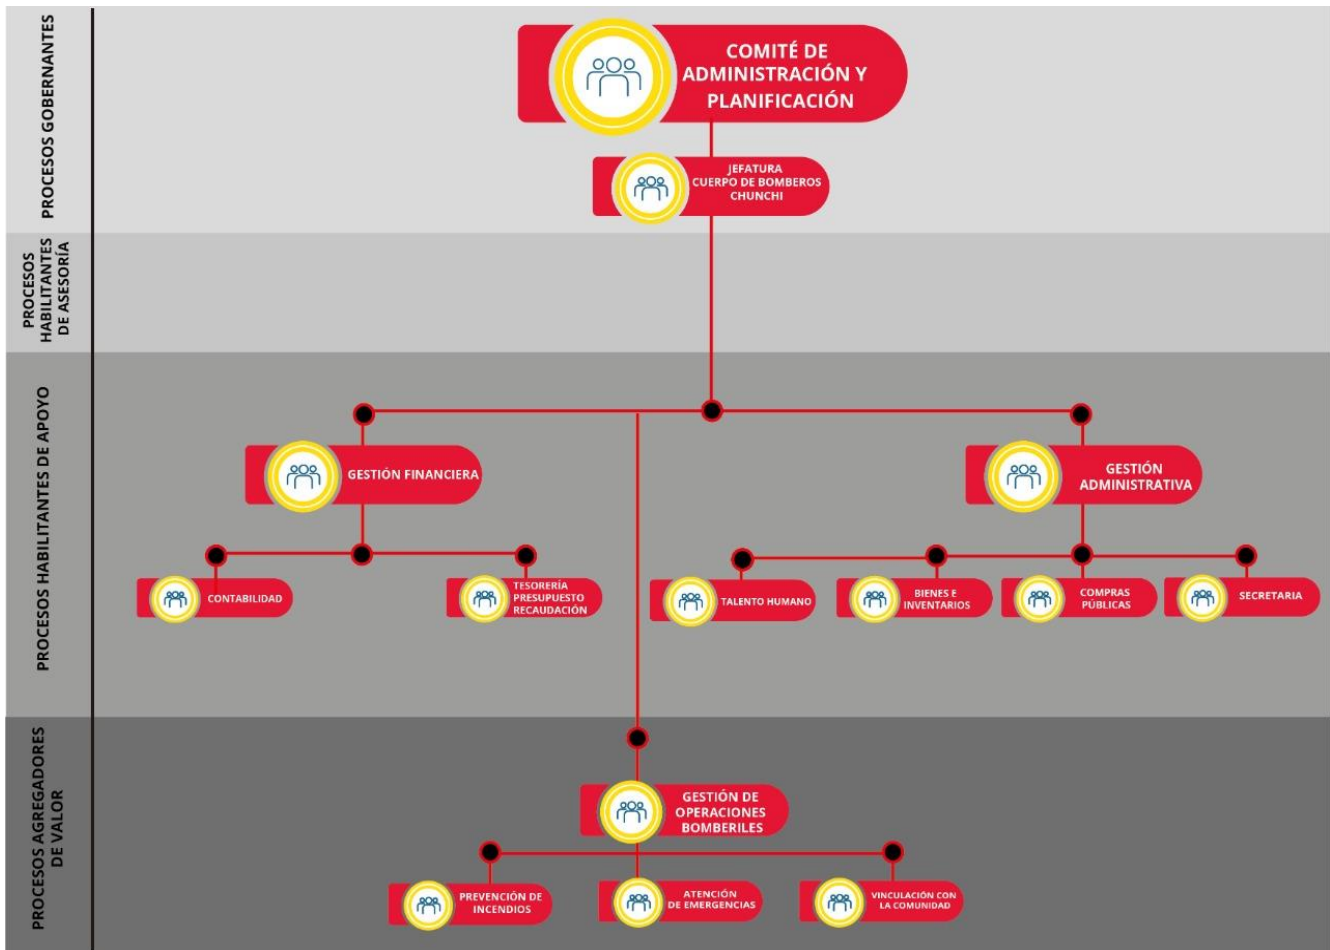 PROCESOS GOBERNANTES
COMITÉ DE
ADMINISTRACIÓN Y
PLANIFICACIÓN
JEFATURA
CUERPO DE BOMBEROS
CHUNCHI
PROCESOS
HABILITANTES
DE ASESORÍA
PROCESOS HABILITANTES DE APOYO
GESTIÓN FINANCIERA
GESTIÓN
ADMINISTRATIVA
CONTABILIDAD
TESORERÍA
PRESUPUESTO
RECAUDACIÓN
TALENTO HUMANO
BIENES E
INVENTARIOS
COMPRAS
PÚBLICAS
SECRETARIA
PROCESOS AGREGADORES
DE VALOR
GESTIÓN DE
OPERACIONES
BOMBERILES
PREVENCIÓN DE
INCENDIOS
ATENCIÓN
DE EMERGENCIAS
VINCULACIÓN CON
LA COMUNIDAD